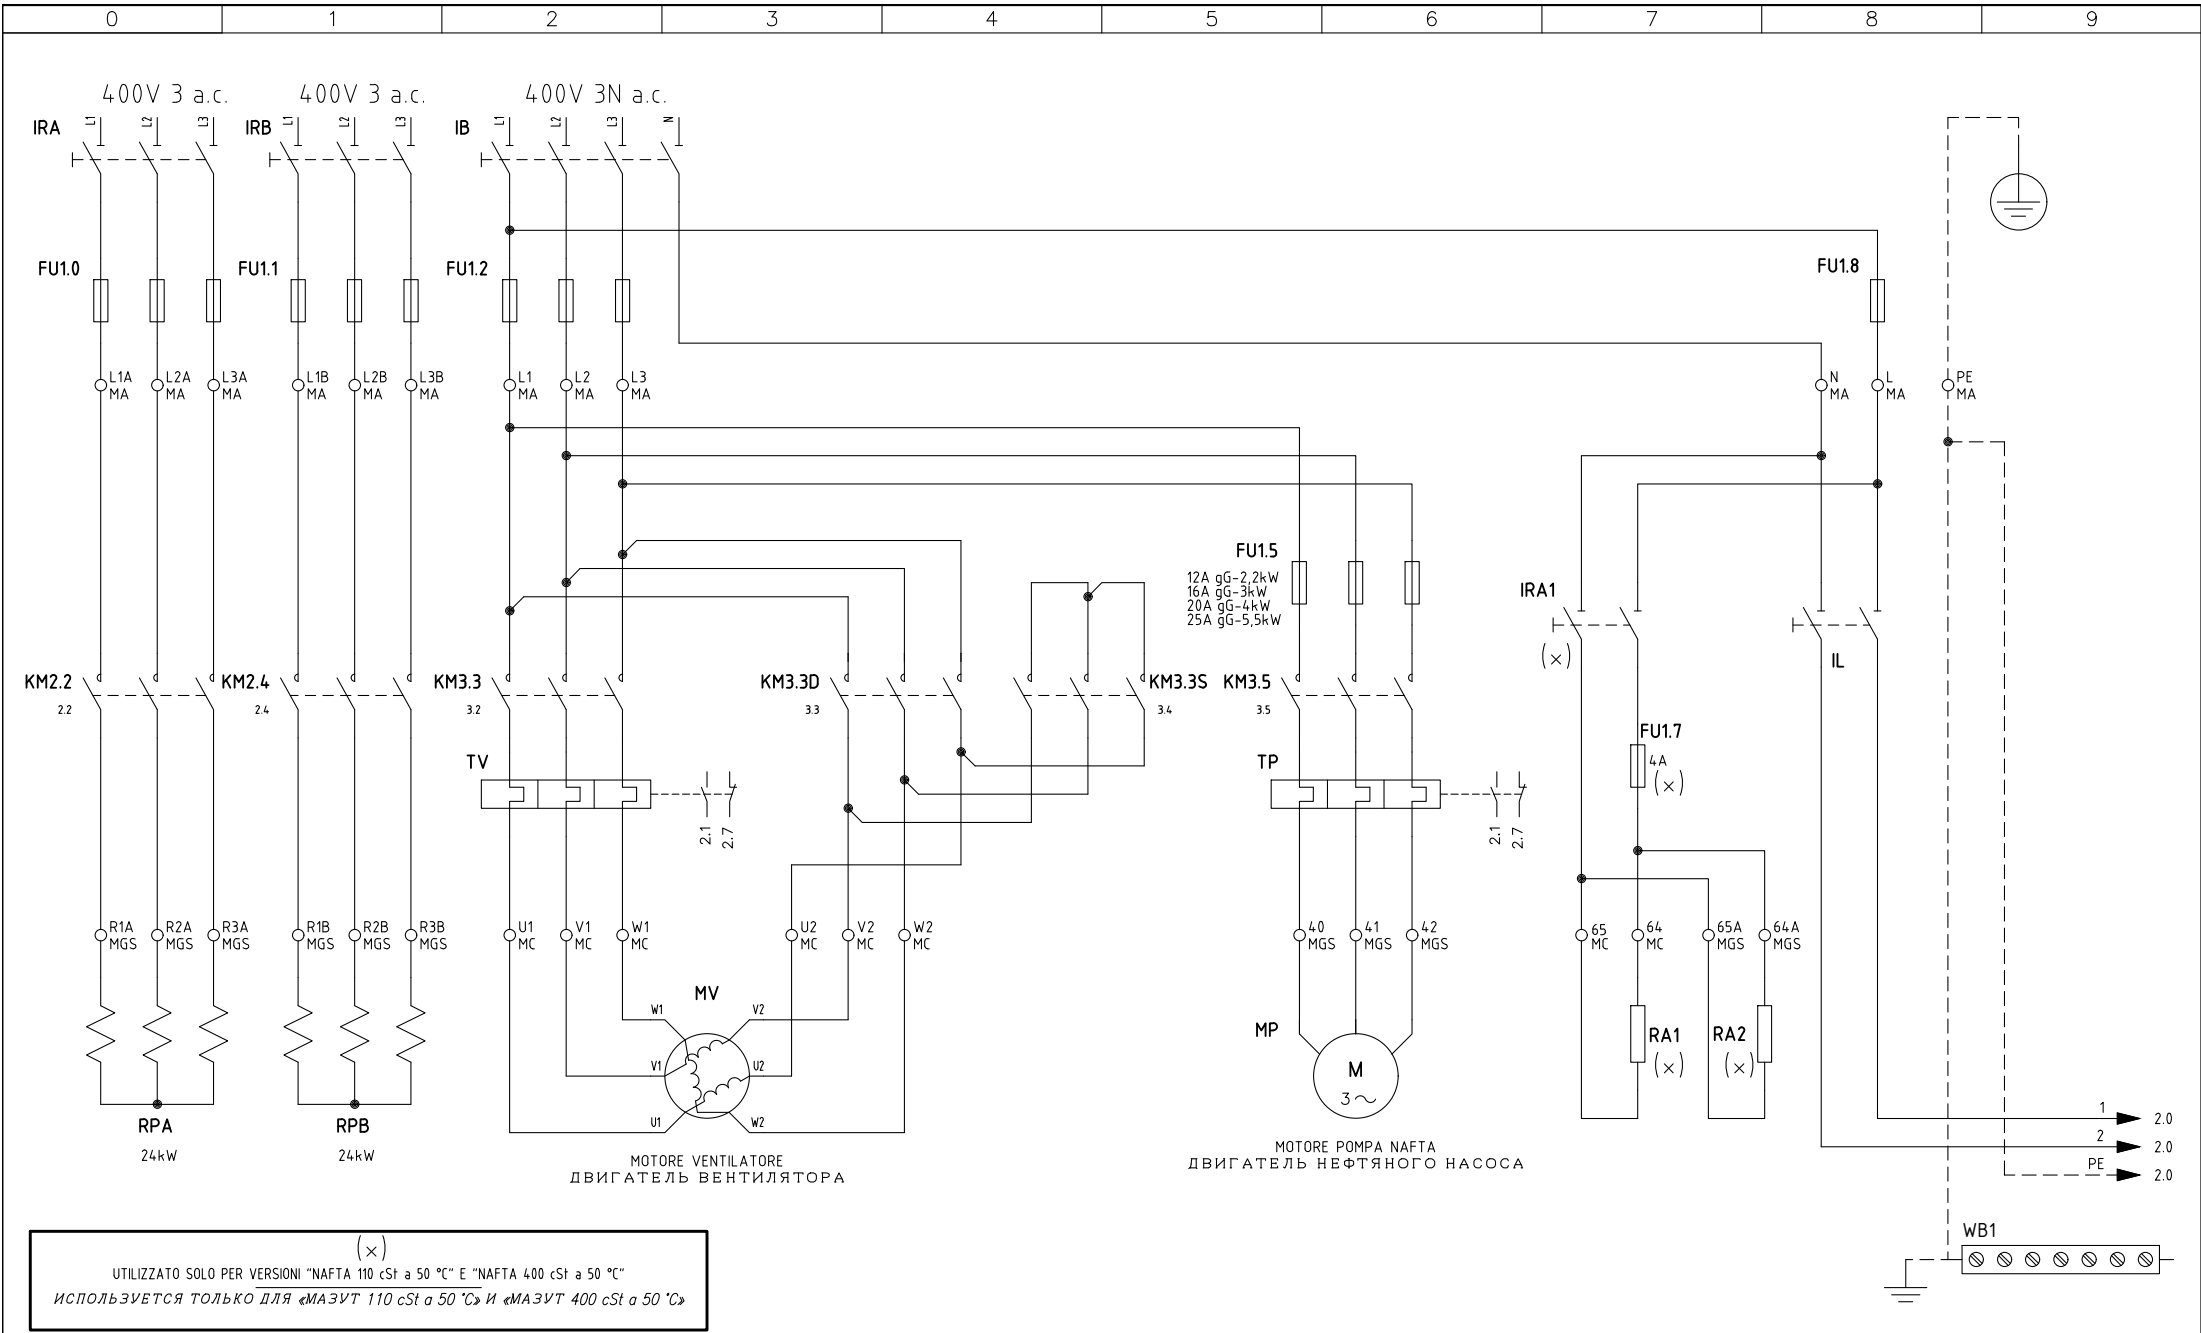 0 1 2 3 4 5 6 7 8 9
400V 3 a.c. 400V 3 a.c. 400V 3N a.c.
IRA L1 L2 L3 IRB L1 L2 L3 IB L1 L2 L3 N
FU1.0 FU1.1 FU1.2 FU1.8
L1A L2A L3A L1B L2B L3B L1 L2 L3 N L PE
MA MA MA MA MA MA MA MA MA MA MA MA
FU1.5
12A gG-2,2kW
16A gG-3kW
20A gG-4kW
25A gG-5,5kW
IRA1
(x)
IL
KM2.2 KM2.4 KM3.3 KM3.3D KM3.3S KM3.5
2.2 2.4 3.2 3.3 3.4 3.5
FU1.7
4A
(x)
TV TP
2.1 2.7 2.1 2.7
R1A R2A R3A R1B R2B R3B U1 V1 W1 U2 V2 W2 40 41 42 65 64 65A 64A
MGS MGS MGS MGS MGS MGS MC MC MC MC MC MC MGS MGS MGS MC MC MGS MGS
MV
W1 V2
V1 U2
U1 W2
MP
M
3~
RA1 RA2
(x) (x)
RPA RPB
24kW 24kW
MOTORE VENTILATORE
ДВИГАТЕЛЬ ВЕНТИЛЯТОРА
MOTORE POMPA NAFTA
ДВИГАТЕЛЬ НЕФТЯНОГО НАСОСА
1 2.0
2 2.0
PE 2.0
WB1
(x)
UTILIZZATO SOLO PER VERSIONI "NAFTA 110 cSt a 50 °C" E "NAFTA 400 cSt a 50 °C"
ИСПОЛЬЗУЕТСЯ ТОЛЬКО ДЛЯ «МАЗУТ 110 cSt a 50 °C» И «МАЗУТ 400 cSt a 50 °C»